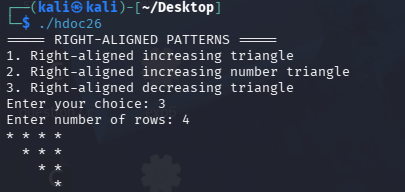 ┌──(kali㉿kali)-[~/Desktop]
└─$ ./hdoc26
═════ RIGHT-ALIGNED PATTERNS ═════
1. Right-aligned increasing triangle
2. Right-aligned increasing number triangle
3. Right-aligned decreasing triangle
Enter your choice: 3
Enter number of rows: 4
* * * *
  * * *
    * *
      *